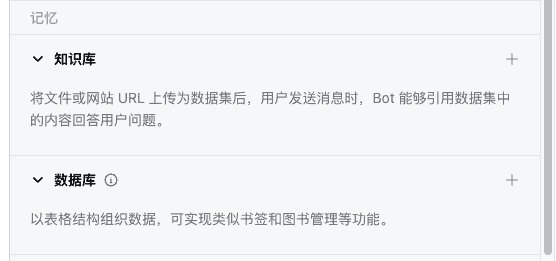 记忆
知识库
将文件或网站 URL 上传为数据集后，用户发送消息时，Bot 能够引用数据集中
的内容回答用户问题。
数据库
以表格结构组织数据，可实现类似书签和图书管理等功能。